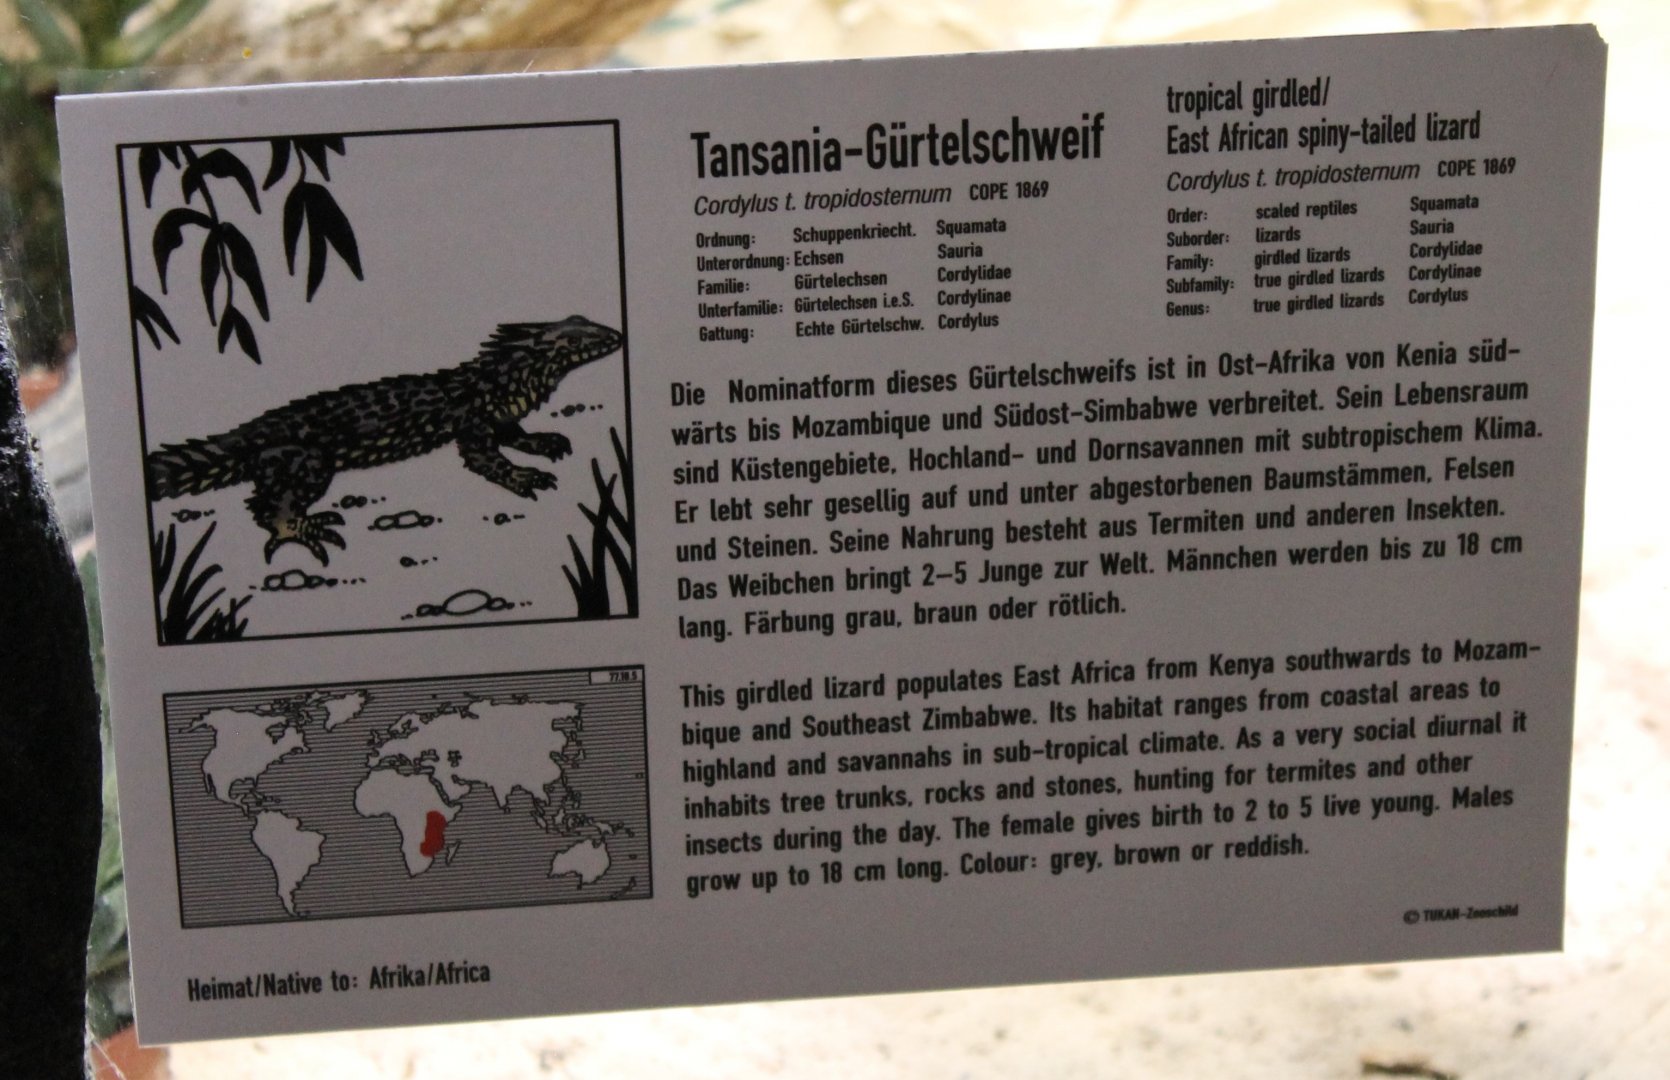 Tansania-Gürtelschweif
Cordylus t. tropidosternum COPE 1869
Ordnung: Schuppenkriecht. Squamata
Unterordnung: Echsen Sauria
Familie: Gürtelechsen Cordylidae
Unterfamilie: Gürtelechsen i.e.S. Cordylinae
Gattung: Echte Gürtelschw. Cordylus
tropical girdled/
East African spiny-tailed lizard
Cordylus t. tropidosternum COPE 1869
Order: scaled reptiles Squamata
Suborder: lizards Sauria
Family: girdled lizards Cordylidae
Subfamily: true girdled lizards Cordylinae
Genus: true girdled lizards Cordylus
Die Nominatform dieses Gürtelschweifs ist in Ost-Afrika von Kenia süd-
wärts bis Mozambique und Südost-Simbabwe verbreitet. Sein Lebensraum
sind Küstengebiete, Hochland- und Dornsavannen mit subtropischem Klima.
Er lebt sehr gesellig auf und unter abgestorbenen Baumstämmen, Felsen
und Steinen. Seine Nahrung besteht aus Termiten und anderen Insekten.
Das Weibchen bringt 2–5 Junge zur Welt. Männchen werden bis zu 18 cm
lang. Färbung grau, braun oder rötlich.
This girdled lizard populates East Africa from Kenya southwards to Mozam-
bique and Southeast Zimbabwe. Its habitat ranges from coastal areas to
highland and savannahs in sub-tropical climate. As a very social diurnal it
inhabits tree trunks, rocks and stones, hunting for termites and other
insects during the day. The female gives birth to 2 to 5 live young. Males
grow up to 18 cm long. Colour: grey, brown or reddish.
77.10.5
Heimat/Native to: Afrika/Africa
© TUKAN-Zooschild